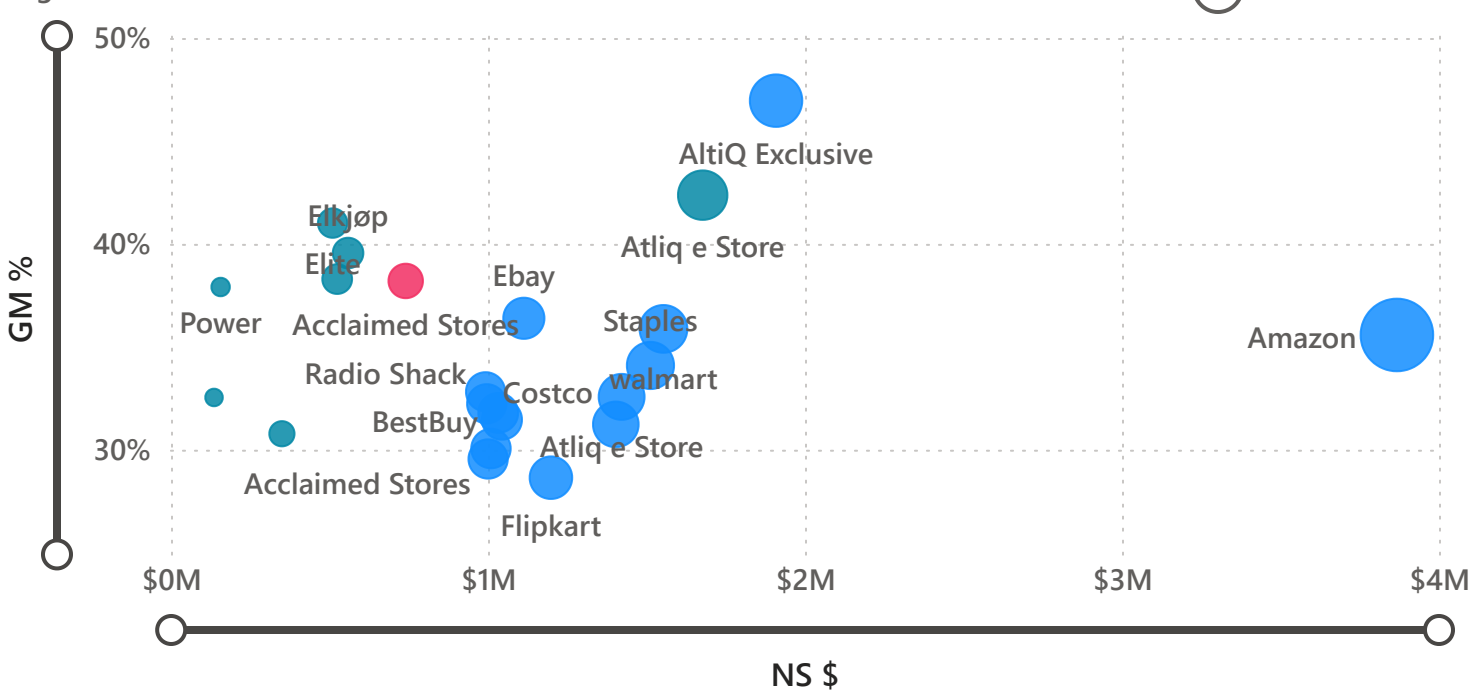 50%
AltiQ Exclusive
Elkjøp
40%
Atliq e Store
Elite
Ebay
Power
Acclaimed Stores
Staples
Amazon
Radio Shack
walmart
Costco
BestBuy
30%
Atliq e Store
Acclaimed Stores
Flipkart
GM %
$0M
$1M
$2M
$3M
$4M
NS $